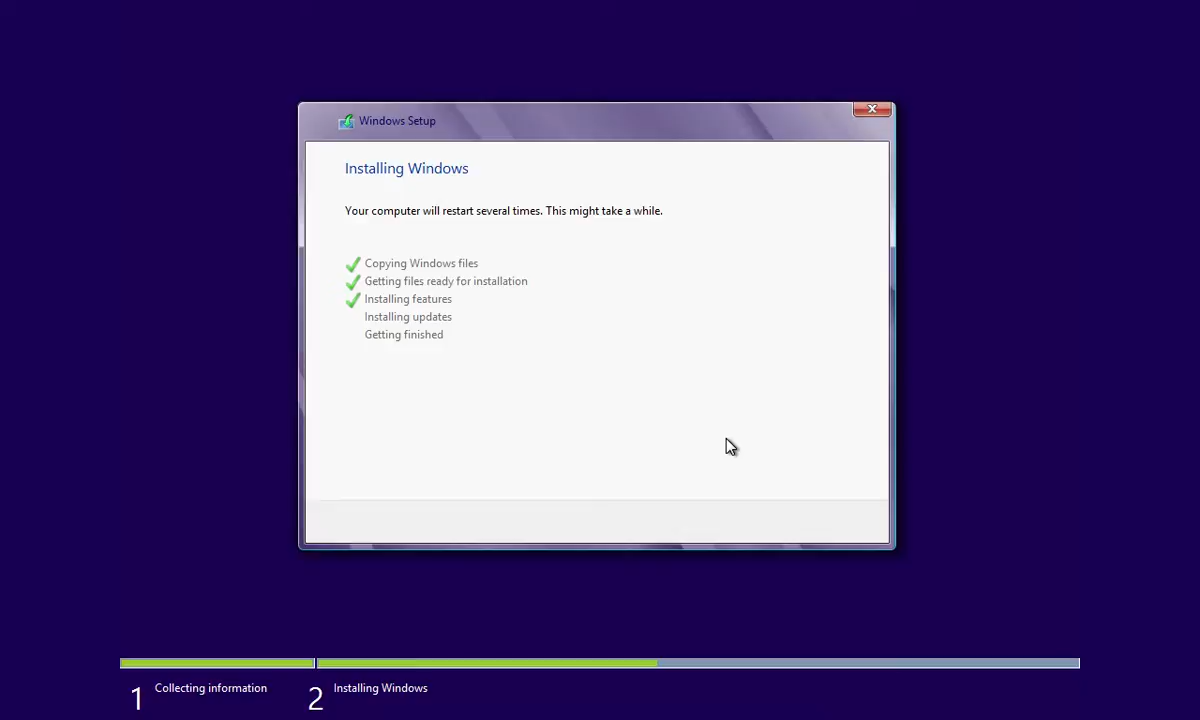 Windows Setup
Installing Windows
Your computer will restart several times. This might take a while.
Copying Windows files
Getting files ready for installation
Installing features
Installing updates
Getting finished
1 Collecting information
2 Installing Windows